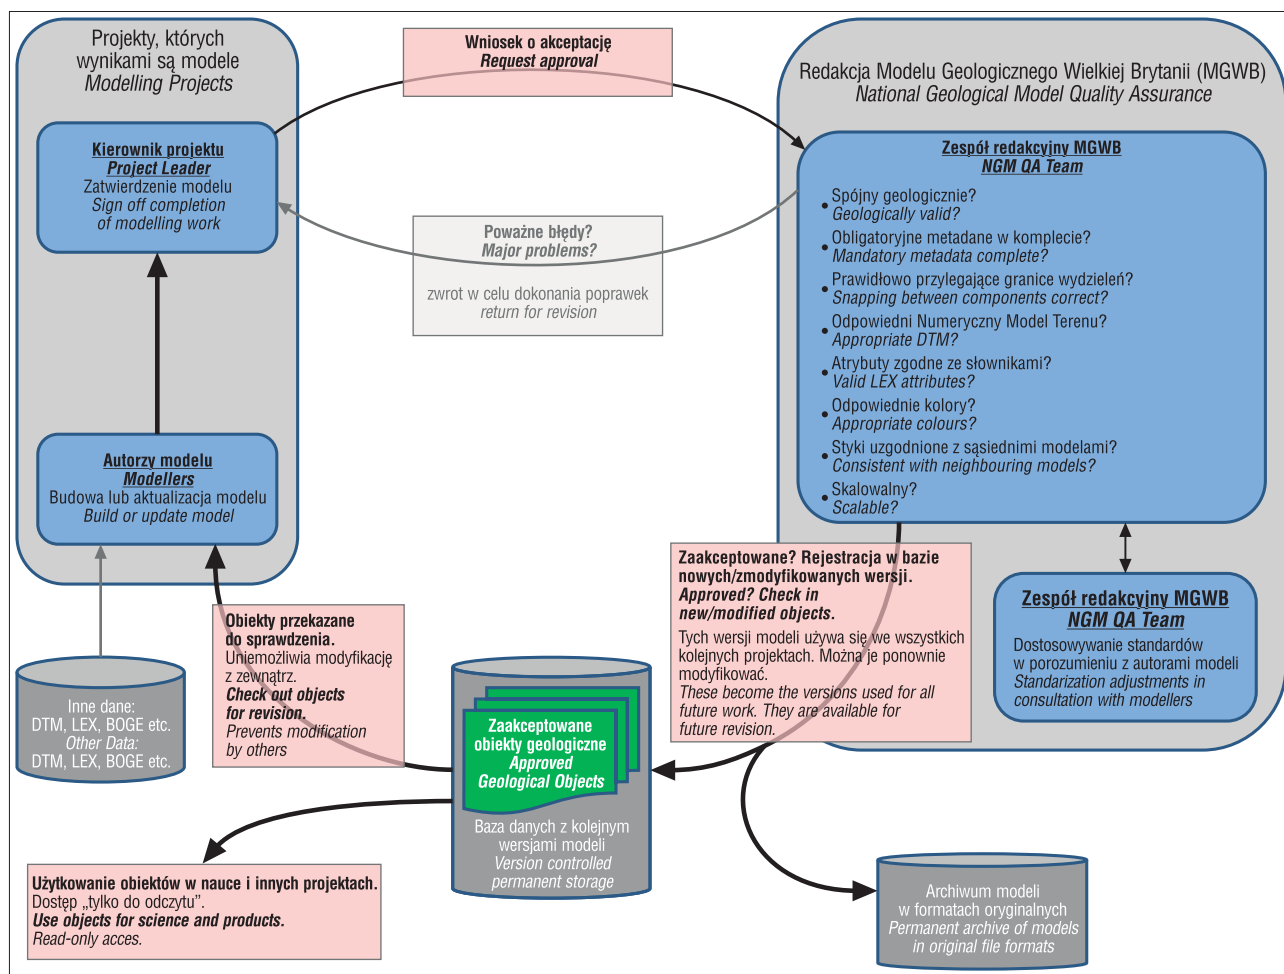 Projekty, których
wynikami są modele
Modelling Projects
Kierownik projektu
Project Leader
Zatwierdzenie modelu
Sign off completion
of modelling work
Autorzy modelu
Modellers
Budowa lub aktualizacja modelu
Build or update model
Inne dane:
DTM, LEX, BOGE etc.
Other Data:
DTM, LEX, BOGE etc.
Wniosek o akceptację
Request approval
Poważne błędy?
Major problems?
zwrot w celu dokonania poprawek
return for revision
Redakcja Modelu Geologicznego Wielkiej Brytanii (MGWB)
National Geological Model Quality Assurance
Zespół redakcyjny MGWB
NGM QA Team
• Spójny geologicznie?
Geologically valid?
• Obligatoryjne metadane w komplecie?
Mandatory metadata complete?
• Prawidłowo przylegające granice wydzieleń?
Snapping between components correct?
• Odpowiedni Numeryczny Model Terenu?
Appropriate DTM?
• Atrybuty zgodne ze słownikami?
Valid LEX attributes?
• Odpowiednie kolory?
Appropriate colours?
• Styki uzgodnione z sąsiednimi modelami?
Consistent with neighbouring models?
• Skalowalny?
Scalable?
Zespół redakcyjny MGWB
NGM QA Team
Dostosowywanie standardów
w porozumieniu z autorami modeli
Standarization adjustments in
consultation with modellers
Zaakceptowane? Rejestracja w bazie
nowych/zmodyfikowanych wersji.
Approved? Check in
new/modified objects.
Tych wersji modeli używa się we wszystkich
kolejnych projektach. Można je ponownie
modyfikować.
These become the versions used for all
future work. They are available for
future revision.
Obiekty przekazane
do sprawdzenia.
Uniemożliwia modyfikację
z zewnątrz.
Check out objects
for revision.
Prevents modification
by others
Zaakceptowane
obiekty geologiczne
Approved
Geological Objects
Baza danych z kolejnym
wersjami modeli
Version controlled
permanent storage
Użytkowanie obiektów w nauce i innych projektach.
Dostęp „tylko do odczytu”.
Use objects for science and products.
Read-only acces.
Archiwum modeli
w formatach oryginalnych
Permanent archive of models
in original file formats